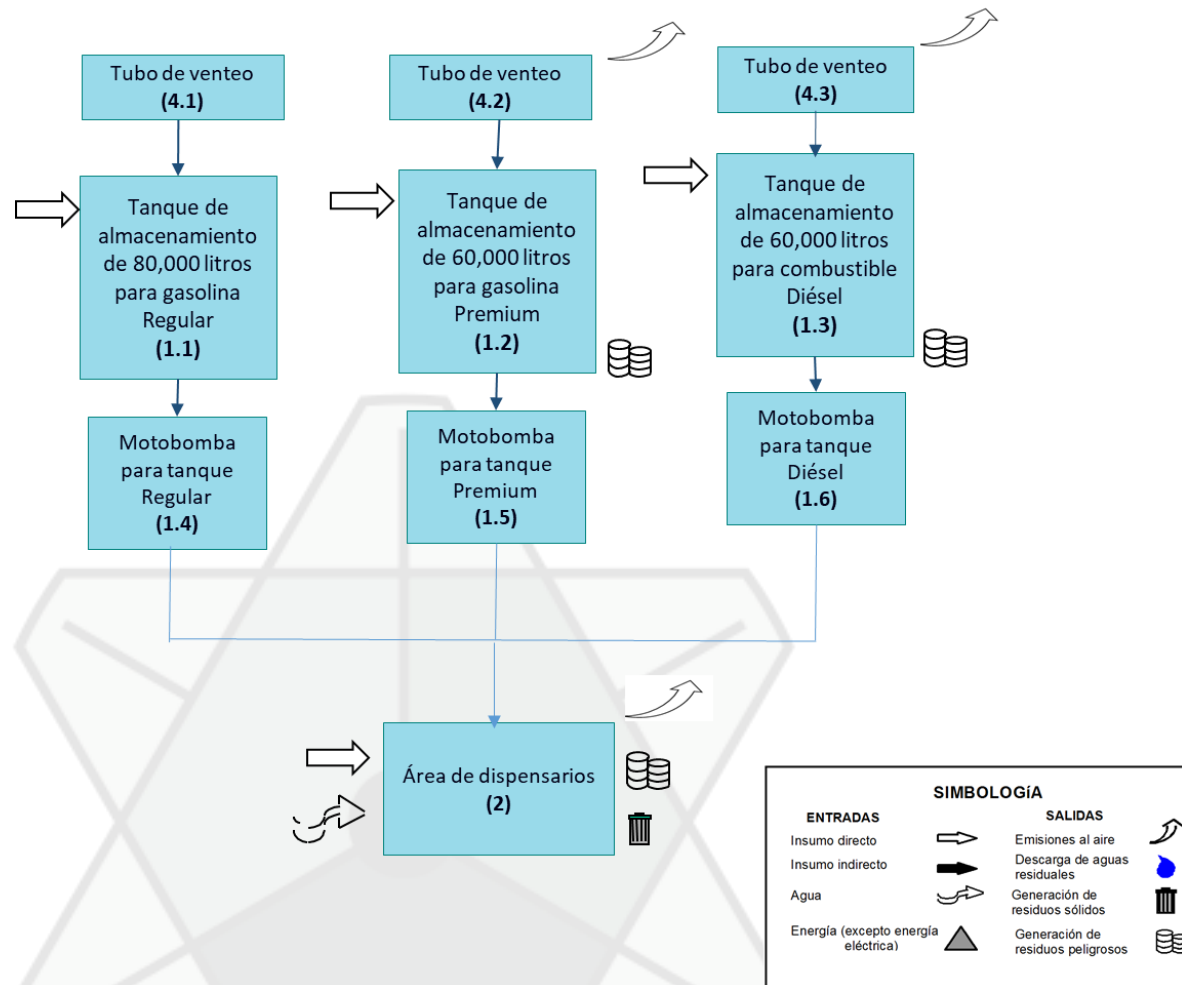 Tubo de venteo
(4.1)
Tubo de venteo
(4.2)
Tubo de venteo
(4.3)
Tanque de
almacenamiento
de 80,000 litros
para gasolina
Regular
(1.1)
Tanque de
almacenamiento
de 60,000 litros
para gasolina
Premium
(1.2)
Tanque de
almacenamiento
de 60,000 litros
para combustible
Diésel
(1.3)
Motobomba
para tanque
Regular
(1.4)
Motobomba
para tanque
Premium
(1.5)
Motobomba
para tanque
Diésel
(1.6)
Área de dispensarios
(2)
SIMBOLOGíA
ENTRADAS
Insumo directo
Insumo indirecto
Agua
Energía (excepto energía
eléctrica)
SALIDAS
Emisiones al aire
Descarga de aguas
residuales
Generación de
residuos sólidos
Generación de
residuos peligrosos